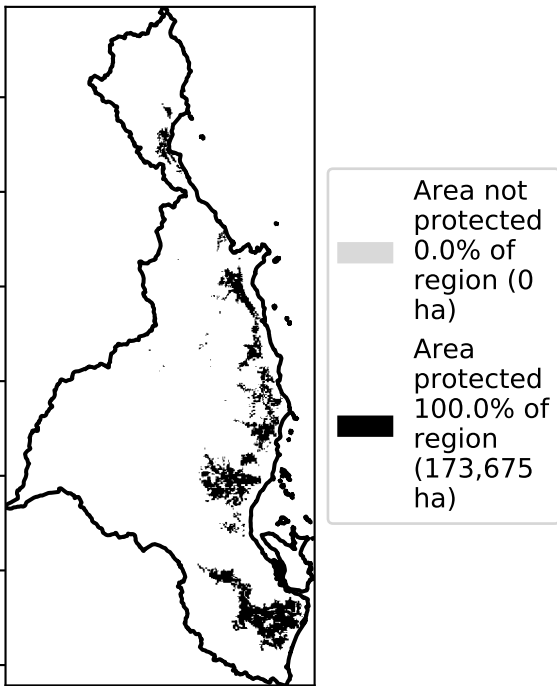 Area not
protected
0.0% of
region (0
ha)
Area
protected
100.0% of
region
(173,675
ha)